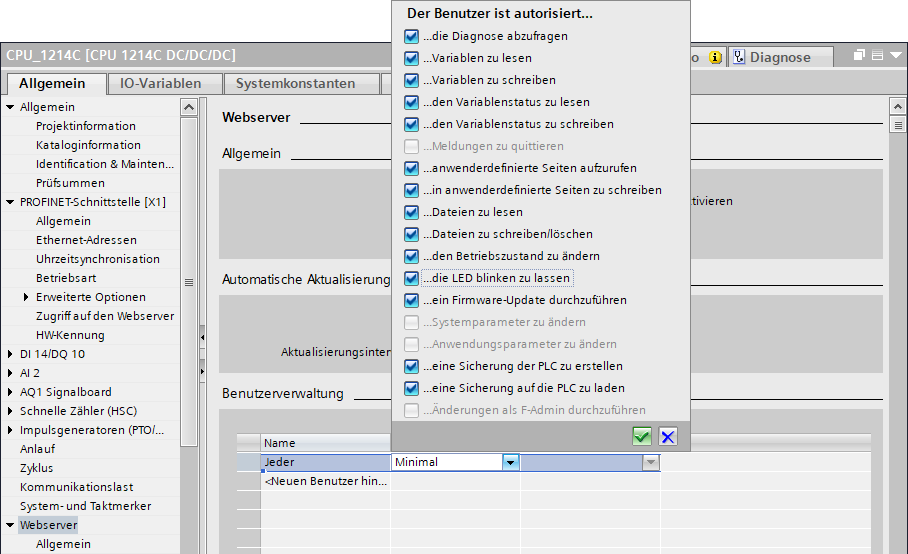 Der Benutzer ist autorisiert...
...die Diagnose abzufragen
...Variablen zu lesen
...Variablen zu schreiben
...den Variablenstatus zu lesen
...den Variablenstatus zu schreiben
...Meldungen zu quittieren
...anwenderdefinierte Seiten aufzurufen
...in anwenderdefinierte Seiten zu schreiben
...Dateien zu lesen
...Dateien zu schreiben/löschen
...den Betriebszustand zu ändern
...die LED blinken zu lassen
...ein Firmware-Update durchzuführen
...Systemparameter zu ändern
...Anwendungsparameter zu ändern
...eine Sicherung der PLC zu erstellen
...eine Sicherung auf die PLC zu laden
...Änderungen als F-Admin durchzuführen
CPU_1214C [CPU 1214C DC/DC/DC]
o
Diagnose
Allgemein
IO-Variablen
Systemkonstanten
Allgemein
Projektinformation
Kataloginformation
Identification & Mainten...
Prüfsummen
PROFINET-Schnittstelle [X1]
Allgemein
Ethernet-Adressen
Uhrzeitsynchronisation
Betriebsart
Erweiterte Optionen
Zugriff auf den Webserver
HW-Kennung
DI 14/DQ 10
AI 2
AQ1 Signalboard
Schnelle Zähler (HSC)
Impulsgeneratoren (PTO/...
Anlauf
Zyklus
Kommunikationslast
System- und Taktmerker
Webserver
Allgemein
Webserver
Allgemein
tivieren
Automatische Aktualisierung
Aktualisierungsinter
Benutzerverwaltung
Name
Jeder
Minimal
<Neuen Benutzer hin...